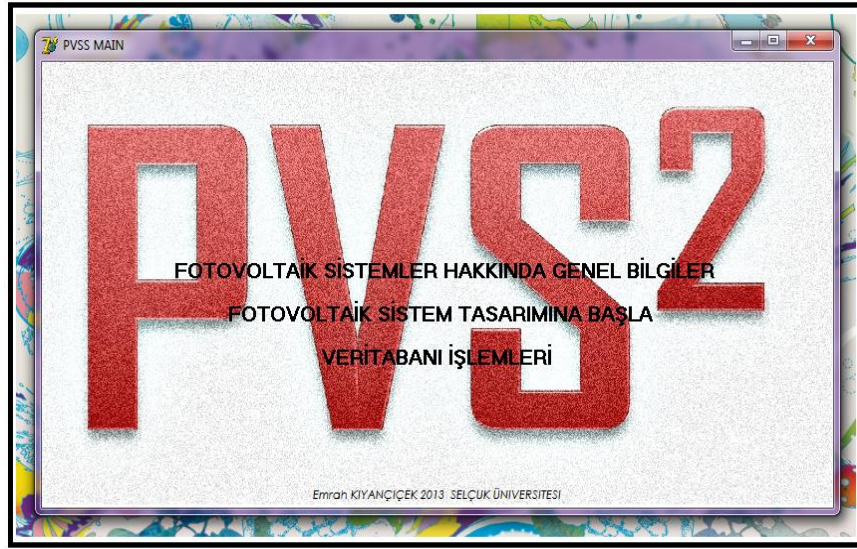 PVSS MAIN
PVS²
FOTOVOLTAİK SİSTEMLER HAKKINDA GENEL BİLGİLER
FOTOVOLTAİK SİSTEM TASARIMINA BAŞLA
VERİTABANI İŞLEMLERİ
Emrah KIYANÇİÇEK 2013 SELÇUK ÜNİVERSİTESİ